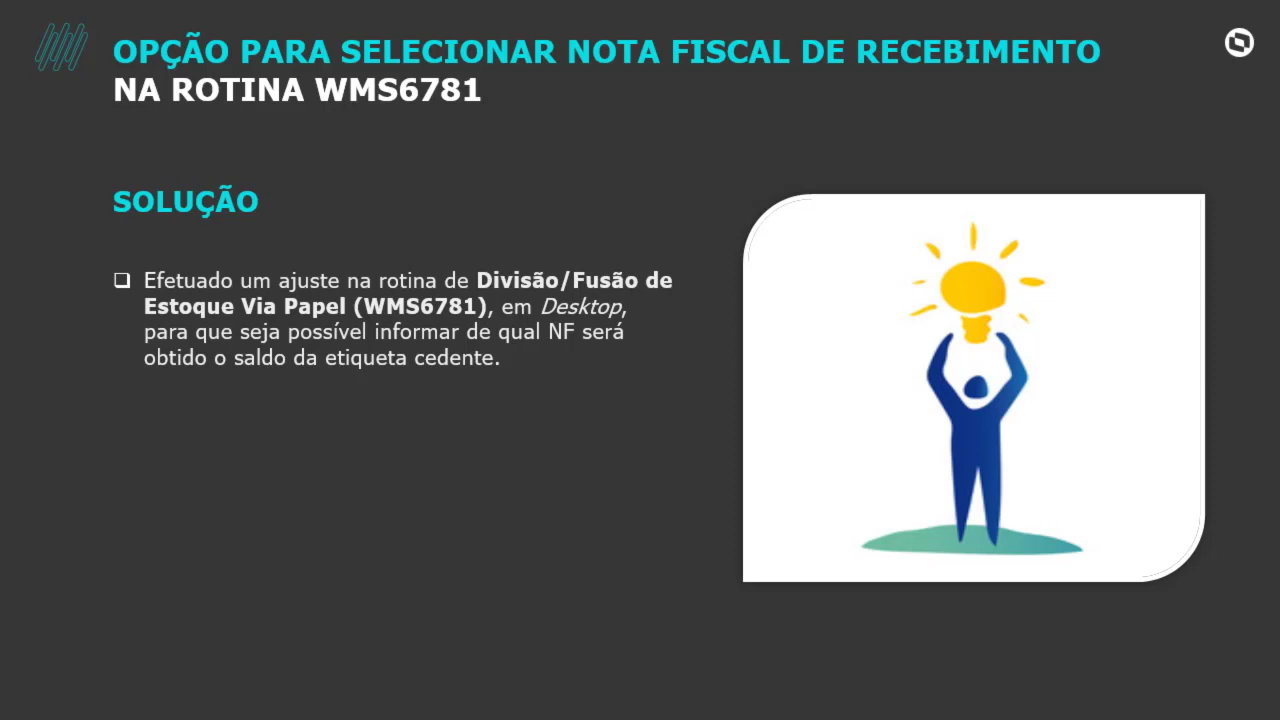 OPÇÃO PARA SELECIONAR NOTA FISCAL DE RECEBIMENTO
NA ROTINA WMS6781
SOLUÇÃO
Efetuado um ajuste na rotina de Divisão/Fusão de
Estoque Via Papel (WMS6781), em Desktop,
para que seja possível informar de qual NF será
obtido o saldo da etiqueta cedente.